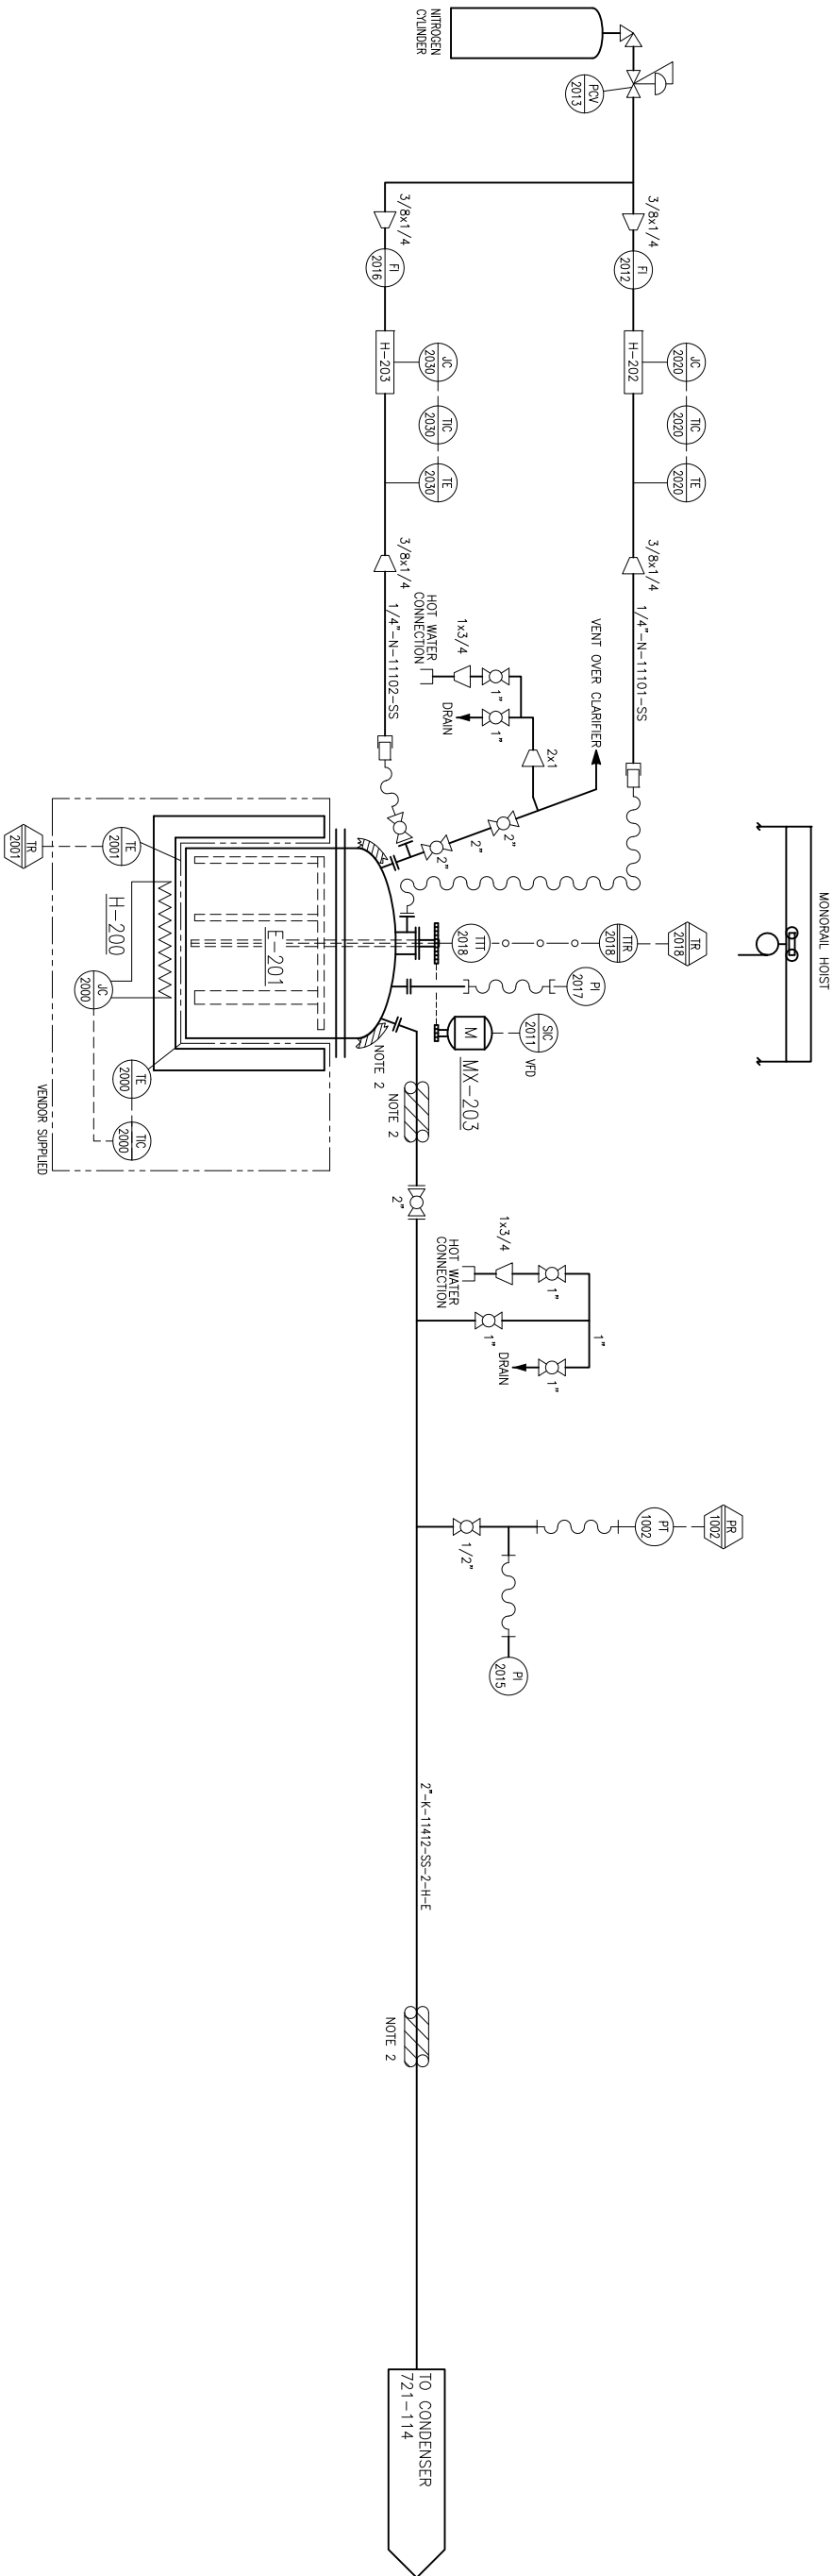 MONORAIL HOIST
NITROGEN
CYLINDER
PCV
2013
3/8x1/4
FI
2012
H-202
JC
2020
TIC
2020
TE
2020
3/8x1/4
1/4"-N-11101-SS
3/8x1/4
FI
2016
H-203
JC
2030
TIC
2030
TE
2030
3/8x1/4
1/4"-N-11102-SS
HOT WATER
CONNECTION
1x3/4
1"
DRAIN
1"
2x1
VENT OVER CLARIFIER
2"
2"
2"
TR
2001
TE
2001
H-200
E-201
JC
2000
TE
2000
TIC
2000
VENDOR SUPPLIED
TTT
2018
TTR
2018
TR
2018
PI
2017
M
SIC
2011
VFD
MX-203
NOTE 2
NOTE 2
2"
HOT WATER
CONNECTION
1x3/4
1"
1"
1"
DRAIN
1"
1/2"
PT
1002
PR
1002
PI
2015
2"-K-11412-SS-2-H-E
NOTE 2
TO CONDENSER
721-114